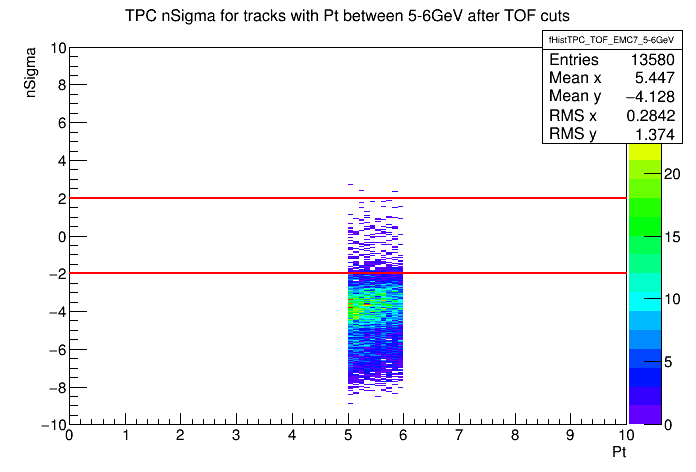 TPC nSigma for tracks with Pt between 5-6GeV after TOF cuts
fHistTPC_TOF_EMC7_5-6GeV
Entries 13580
Mean x 5.447
Mean y −4.128
RMS x 0.2842
RMS y 1.374
nSigma
10
8
6
4
2
0
−2
−4
−6
−8
−10
20
15
10
5
0
0 1 2 3 4 5 6 7 8 9 10
Pt